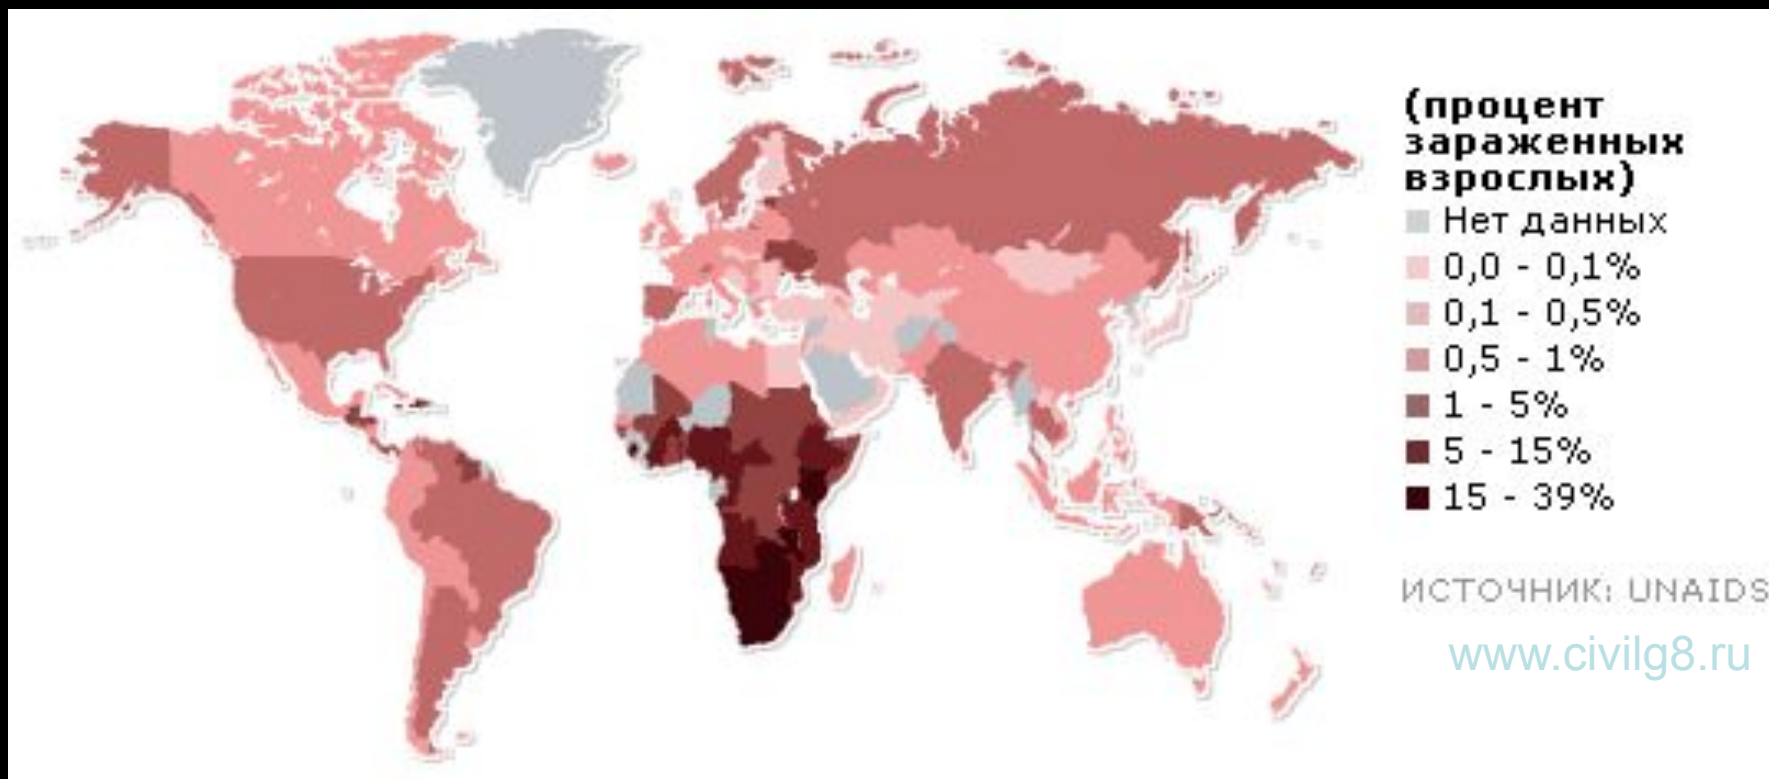 (процент
зараженных
взрослых)
Нет данных
0,0 - 0,1%
0,1 - 0,5%
0,5 - 1%
1 - 5%
5 - 15%
15 - 39%
ИСТОЧНИК: UNAIDS
www.civilg8.ru